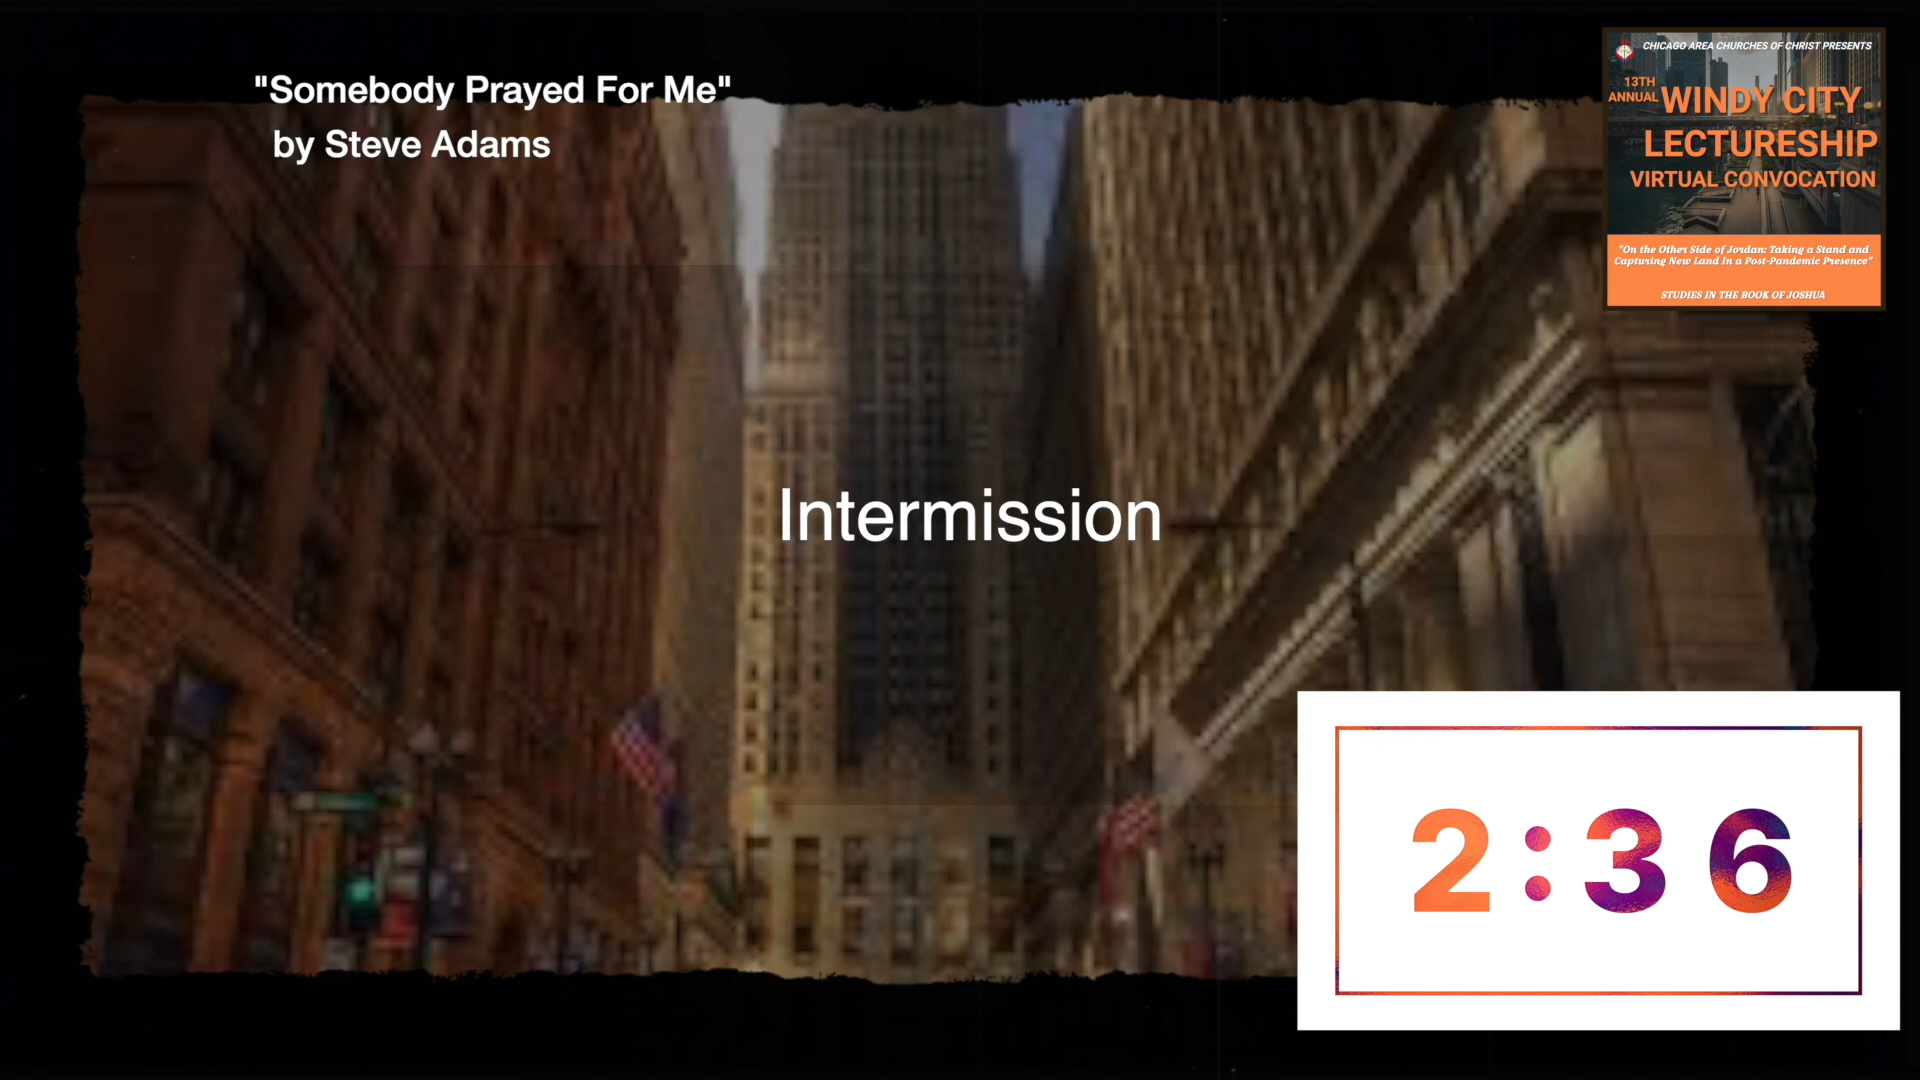 "Somebody Prayed For Me"
by Steve Adams
CHICAGO AREA CHURCHES OF CHRIST PRESENTS
13TH
ANNUAL WINDY CITY
LECTURESHIP
VIRTUAL CONVOCATION
"On the Other Side of Jordan: Taking a Stand and
Capturing New Land In a Post-Pandemic Presence"
STUDIES IN THE BOOK OF JOSHUA
Intermission
2:36